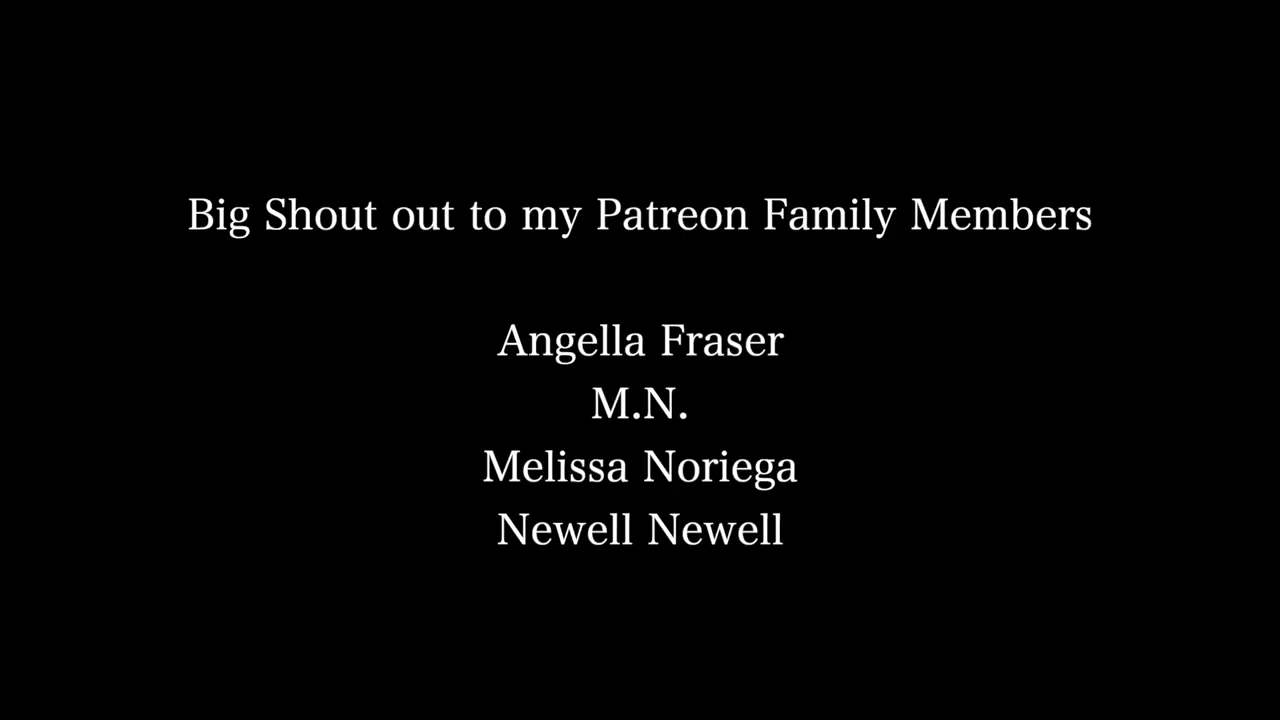 Big Shout out to my Patreon Family Members
Angella Fraser
M.N.
Melissa Noriega
Newell Newell